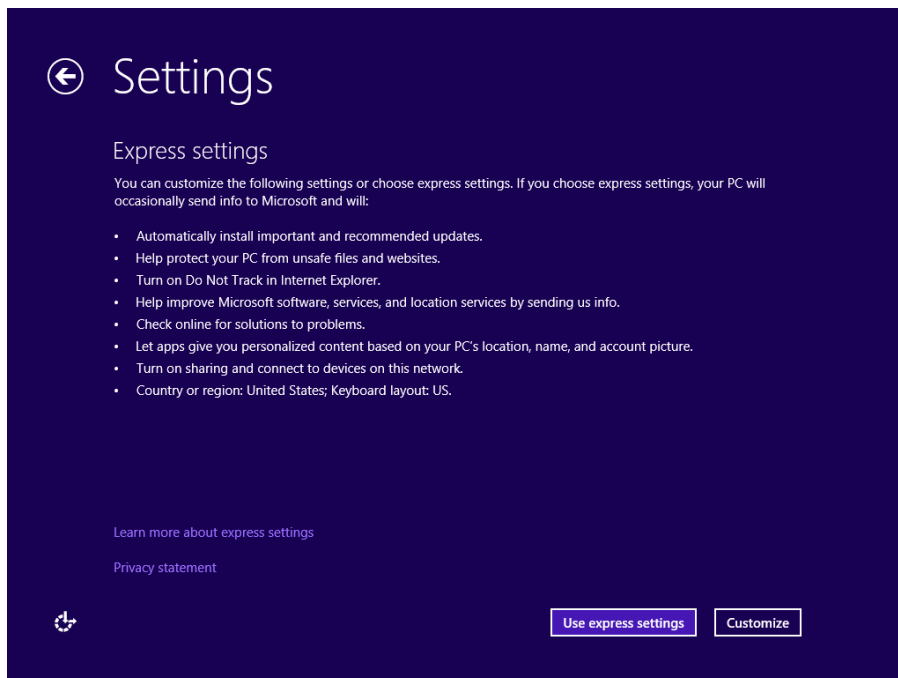 Settings
Express settings
You can customize the following settings or choose express settings. If you choose express settings, your PC will
occasionally send info to Microsoft and will:
• Automatically install important and recommended updates.
• Help protect your PC from unsafe files and websites.
• Turn on Do Not Track in Internet Explorer.
• Help improve Microsoft software, services, and location services by sending us info.
• Check online for solutions to problems.
• Let apps give you personalized content based on your PC's location, name, and account picture.
• Turn on sharing and connect to devices on this network.
• Country or region: United States; Keyboard layout: US.
Learn more about express settings
Privacy statement
Use express settings
Customize